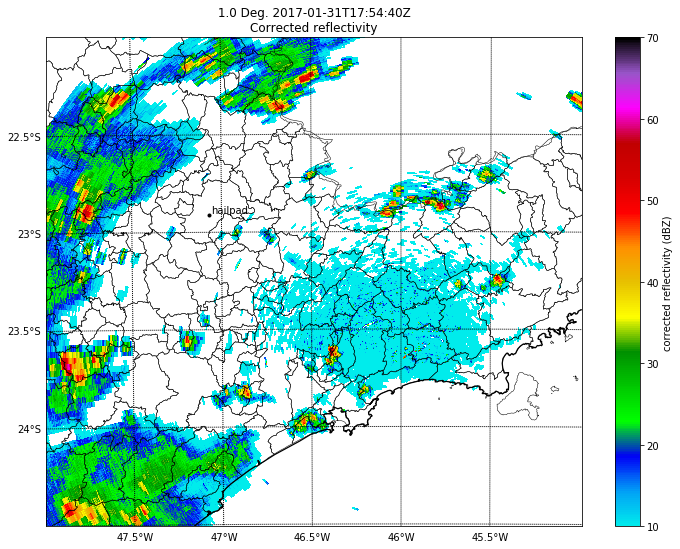 1.0 Deg. 2017-01-31T17:54:40Z
Corrected reflectivity
70
60
50
40
30
20
10
corrected reflectivity (dBZ)
22.5°S
23°S
23.5°S
24°S
hailpad
47.5°W
47°W
46.5°W
46°W
45.5°W